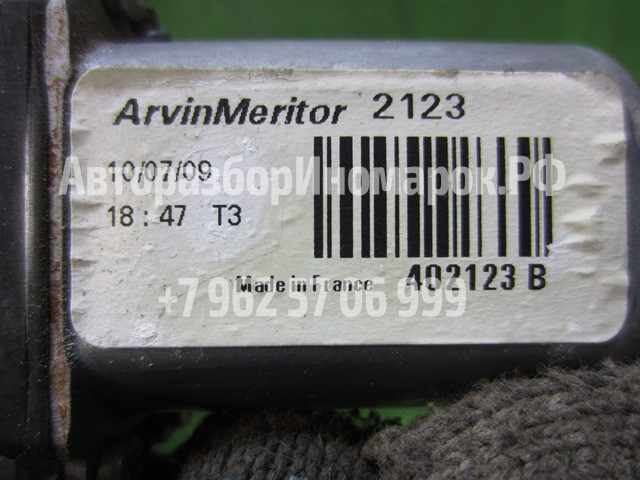 ArvinMeritor 2123
10/07/09
АвторазборИномарок.РФ
18:47 T3
Made in France 402123 B
+7 962 57 06 999